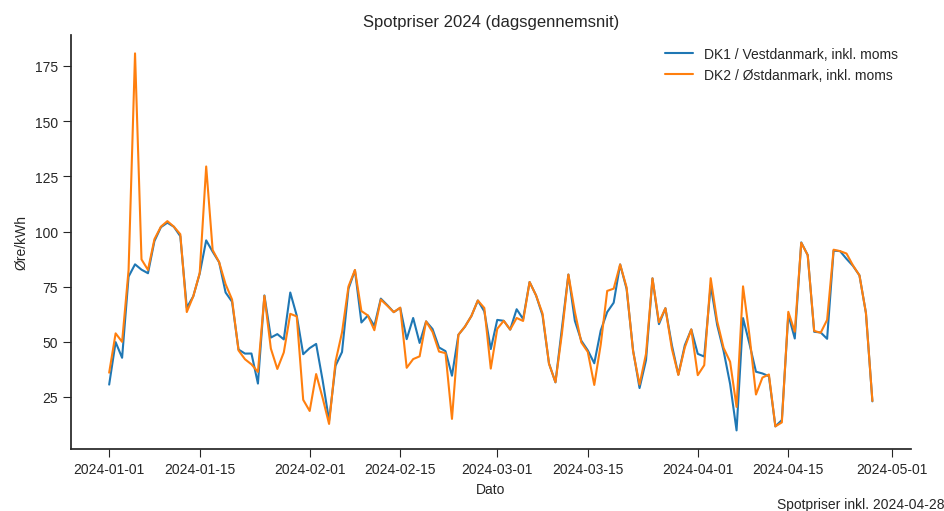 Spotpriser 2024 (dagsgennemsnit)
DK1 / Vestdanmark, inkl. moms
DK2 / Østdanmark, inkl. moms
175
150
125
100
75
50
25
Øre/kWh
2024-01-01 2024-01-15 2024-02-01 2024-02-15 2024-03-01 2024-03-15 2024-04-01 2024-04-15 2024-05-01
Dato
Spotpriser inkl. 2024-04-28